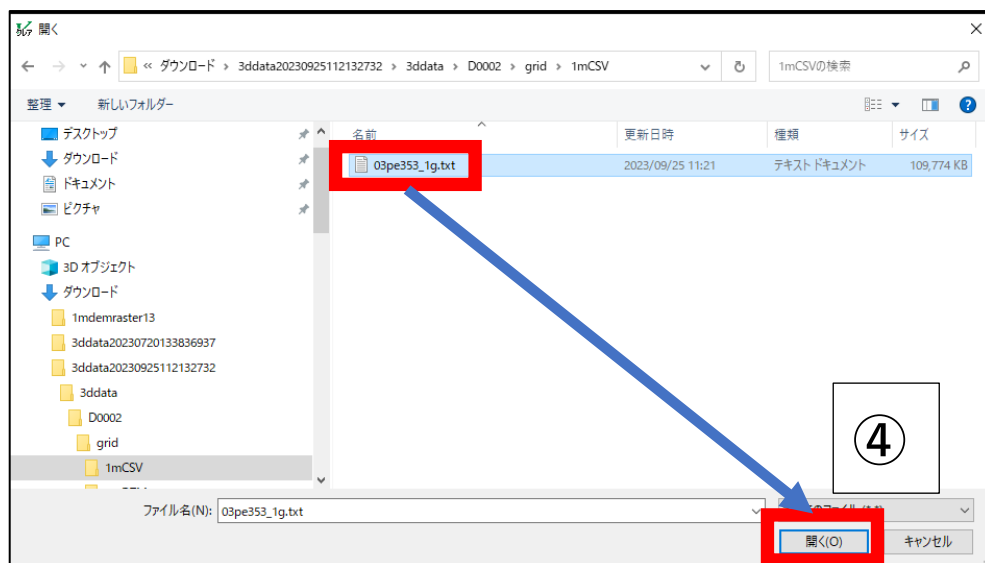 開く
« ダウンロード › 3ddata20230925112132732 › 3ddata › D0002 › grid › 1mCSV
1mCSVの検索
整理 新しいフォルダー
デスクトップ
ダウンロード
ドキュメント
ピクチャ
PC
3D オブジェクト
ダウンロード
1mdemraster13
3ddata20230720133836937
3ddata20230925112132732
3ddata
D0002
grid
1mCSV
名前 更新日時 種類 サイズ
03pe353_1g.txt 2023/09/25 11:21 テキスト ドキュメント 109,774 KB
④
ファイル名(N): 03pe353_1g.txt
開く(O) キャンセル